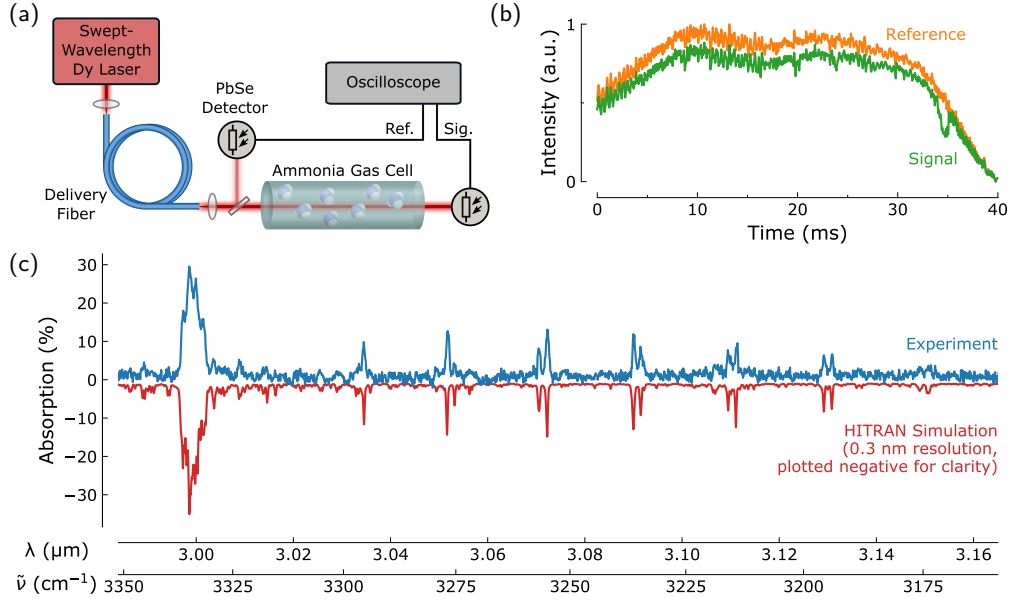 (a)
Swept-
Wavelength
Dy Laser
PbSe
Detector
Oscilloscope
Ref.
Sig.
Ammonia Gas Cell
Delivery
Fiber
(b)
1
Intensity (a.u.)
1
Reference
Signal
0
10
20
30
40
Time (ms)
(c)
30
20
10
0
−10
−20
−30
Absorption (%)
Experiment
HITRAN Simulation
(0.3 nm resolution,
plotted negative for clarity)
λ (μm)
3.00
3.02
3.04
3.06
3.08
3.10
3.12
3.14
3.16
ṽ (cm⁻¹)
3350
3325
3300
3275
3250
3225
3200
3175